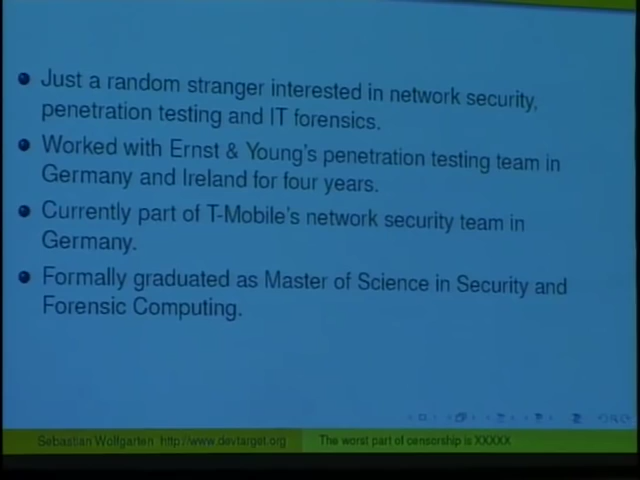 Just a random stranger interested in network security,
penetration testing and IT forensics.
Worked with Ernst & Young's penetration testing team in
Germany and Ireland for four years.
Currently part of T-Mobile's network security team in
Germany.
Formally graduated as Master of Science in Security and
Forensic Computing.
Sebastian Wolfgarten http://www.devtarget.org The worst part of censorship is XXXXX